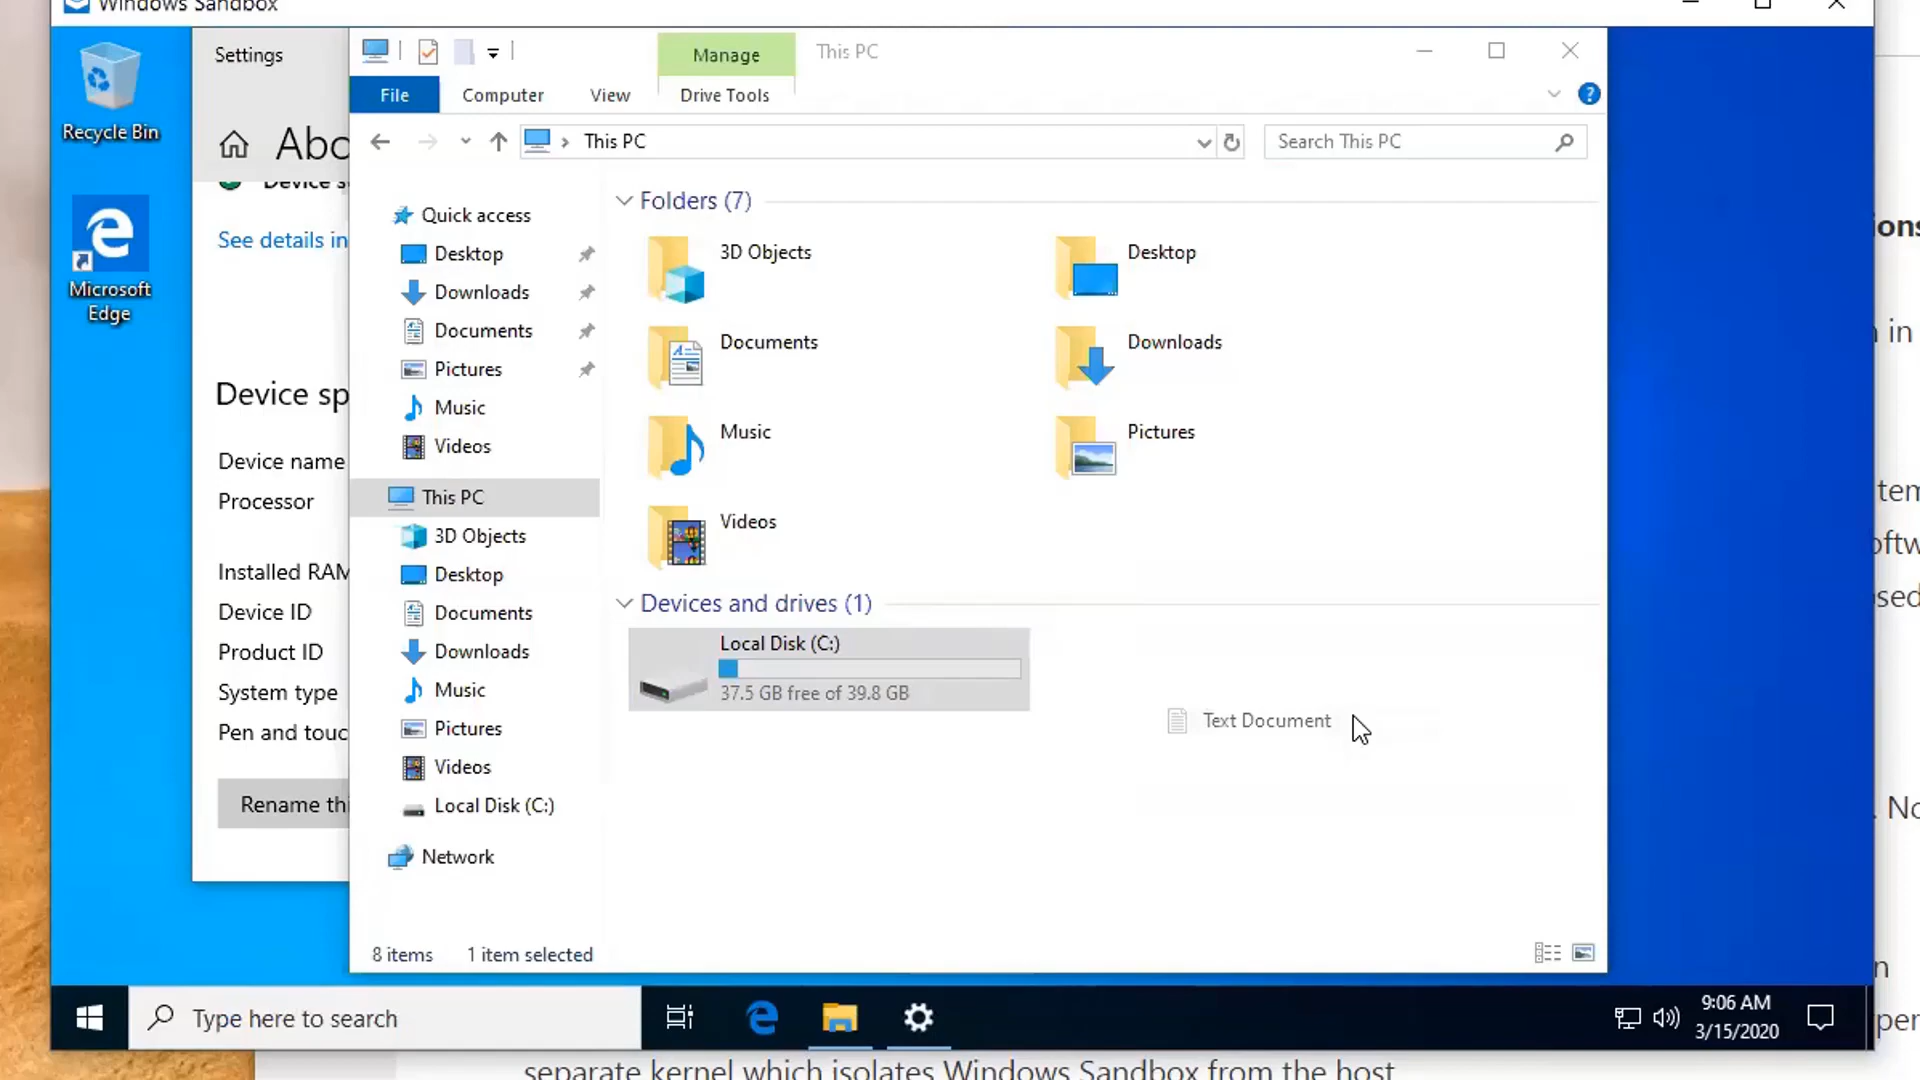 Windows Sandbox
Recycle Bin
Microsoft
Edge
Settings
Abo
Device s
See details in
Device sp
Device name
Processor
Installed RAM
Device ID
Product ID
System type
Pen and touc
Rename thi
Manage
This PC
File
Computer
View
Drive Tools
This PC
Search This PC
Quick access
Desktop
Downloads
Documents
Pictures
Music
Videos
This PC
3D Objects
Desktop
Documents
Downloads
Music
Pictures
Videos
Local Disk (C:)
Network
Folders (7)
3D Objects
Desktop
Documents
Downloads
Music
Pictures
Videos
Devices and drives (1)
Local Disk (C:)
37.5 GB free of 39.8 GB
Text Document
8 items
1 item selected
Type here to search
9:06 AM
3/15/2020
ions
n in
tem
oftw
sed
. No
n
per
separate kernel which isolates Windows Sandbox from the host